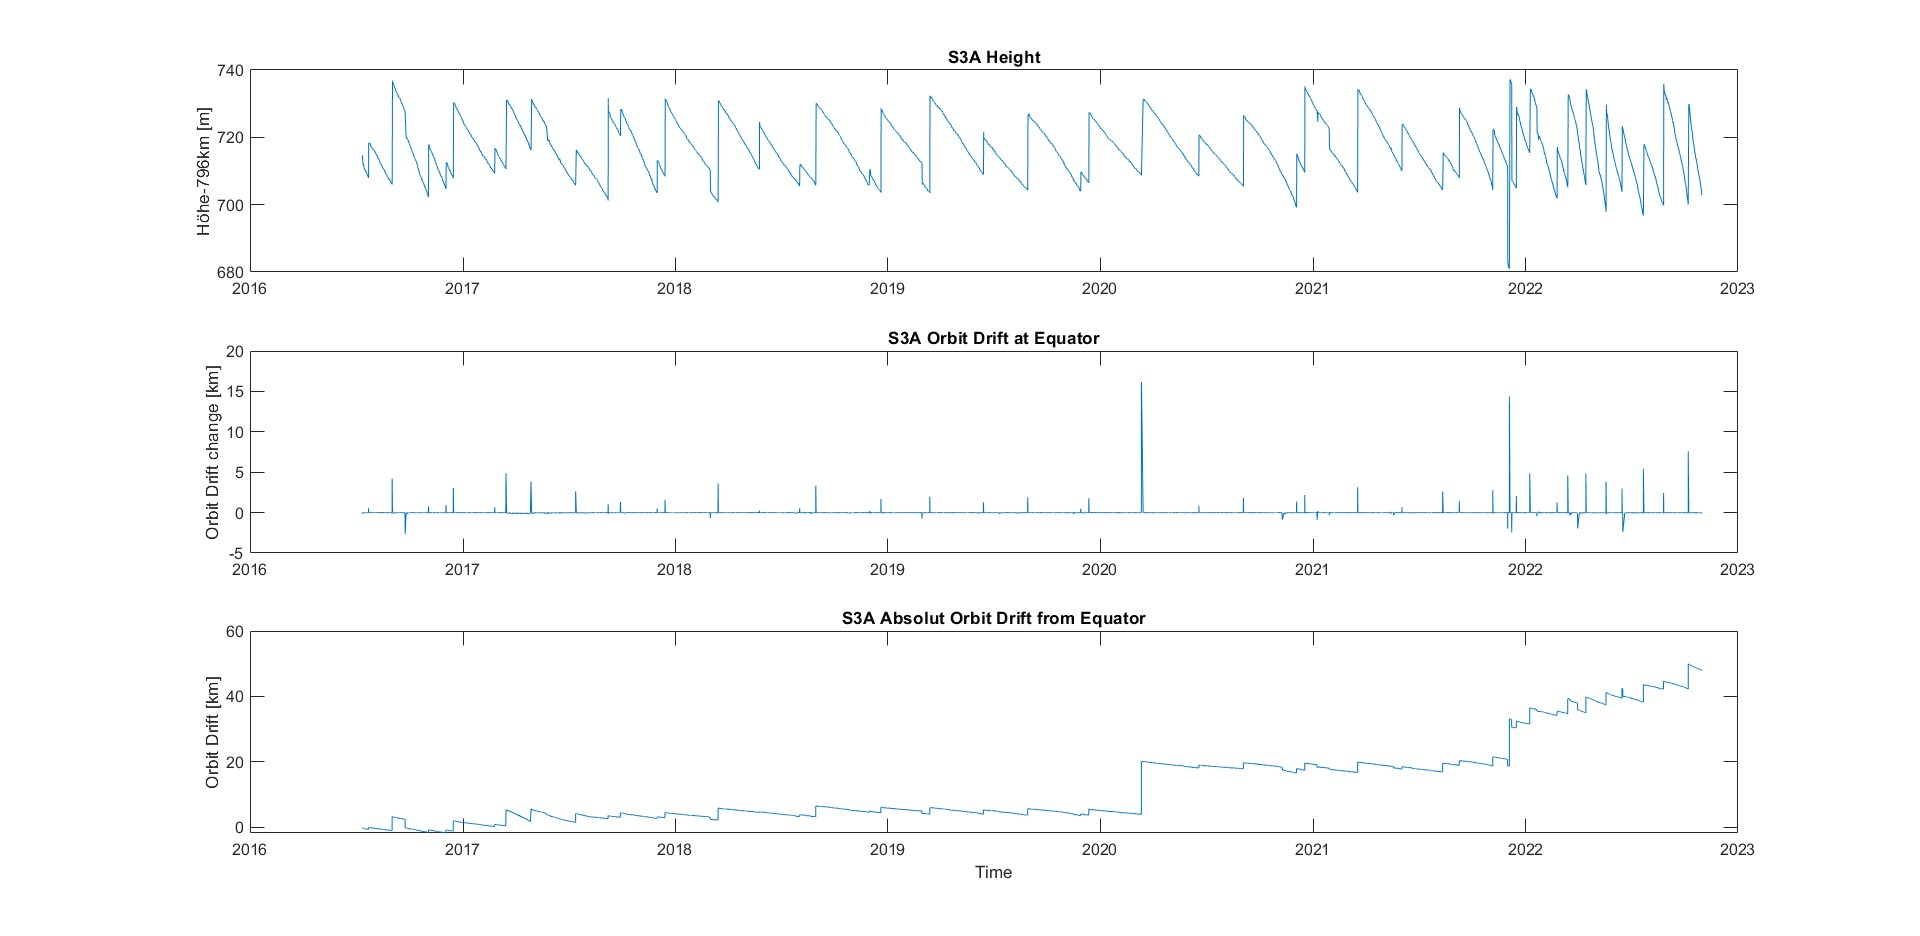 S3A Height
Höhe-796km [m]
740
720
700
680
2016 2017 2018 2019 2020 2021 2022 2023
S3A Orbit Drift at Equator
Orbit Drift change [km]
20
15
10
5
0
-5
2016 2017 2018 2019 2020 2021 2022 2023
S3A Absolut Orbit Drift from Equator
Orbit Drift [km]
60
40
20
0
2016 2017 2018 2019 2020 2021 2022 2023
Time